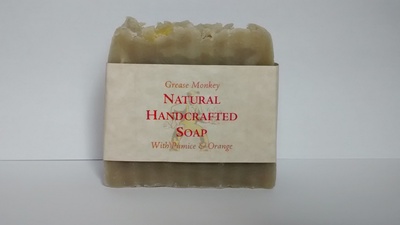 Grease Monkey
NATURAL
HANDCRAFTED
SOAP
With Pumice & Orange